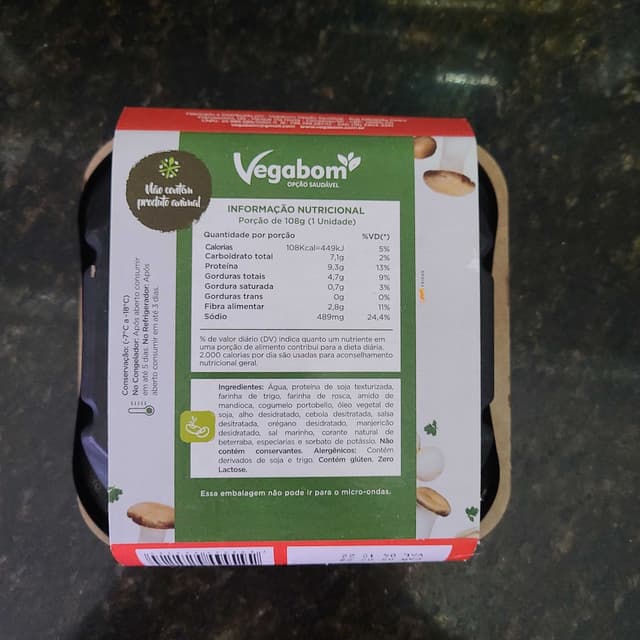 Vegabom
OPÇÃO SAUDÁVEL
Não contém
produto animal
INFORMAÇÃO NUTRICIONAL
Porção de 108g (1 Unidade)
Quantidade por porção %VD(*)
Calorias 108Kcal=449kJ 5%
Carboidrato total 7,1g 2%
Proteína 9,3g 13%
Gorduras totais 4,7g 9%
Gordura saturada 0,7g 3%
Gorduras trans 0g 0%
Fibra alimentar 2,8g 11%
Sódio 489mg 24,4%
% de valor diário (DV) indica quanto um nutriente em
uma porção de alimento contribui para a dieta diária.
2.000 calorias por dia são usadas para aconselhamento
nutricional geral.
Ingredientes: Água, proteína de soja texturizada,
farinha de trigo, farinha de rosca, amido de
mandioca, cogumelo portobello, óleo vegetal de
soja, alho desidratado, cebola desitratada, salsa
desitratada, orégano desidratado, manjericão
desidratado, sal marinho, corante natural de
beterraba, especiarias e sorbato de potássio. Não
contém conservantes. Alergênicos: Contém
derivados de soja e trigo. Contém glúten. Zero
Lactose.
Essa embalagem não pode ir para o micro-ondas.
Conservação: (-7°C a -18°C)
No Congelador: Após aberto consumir
em até 5 dias. No Refrigerador: Após
aberto consumir em até 3 dias.